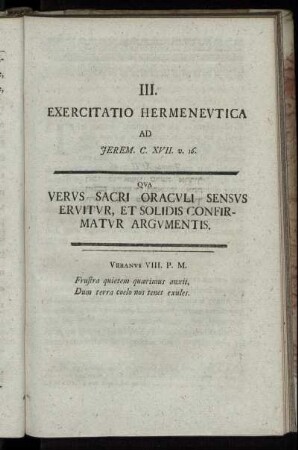 III.
EXERCITATIO HERMENEVTICA
AD
JEREM. C. XVII. v. 16.
QVA
VERVS SACRI ORACVLI SENSVS
ERVITVR, ET SOLIDIS CONFIR-
MATVR ARGVMENTIS.
VRBANVS VIII. P. M.
Frustra quietem quærimus anxii,
Dum terra coelo nos tenet exules.